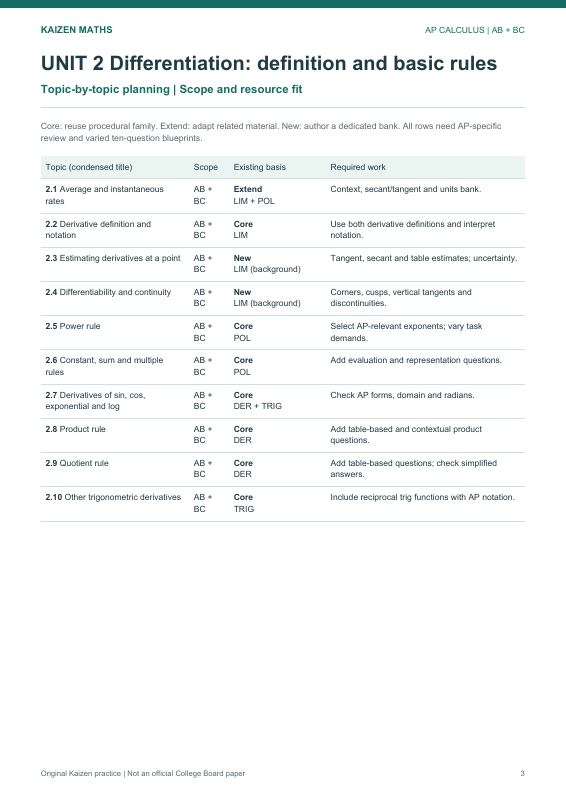 KAIZEN MATHS
AP CALCULUS | AB + BC
UNIT 2 Differentiation: definition and basic rules
Topic-by-topic planning | Scope and resource fit
Core: reuse procedural family. Extend: adapt related material. New: author a dedicated bank. All rows need AP-specific
review and varied ten-question blueprints.
Topic (condensed title) Scope Existing basis Required work
2.1 Average and instantaneous AB + Extend Context, secant/tangent and units bank.
rates BC LIM + POL
2.2 Derivative definition and AB + Core Use both derivative definitions and interpret
notation BC LIM notation.
2.3 Estimating derivatives at a point AB + New Tangent, secant and table estimates; uncertainty.
BC LIM (background)
2.4 Differentiability and continuity AB + New Corners, cusps, vertical tangents and
BC LIM (background) discontinuities.
2.5 Power rule AB + Core Select AP-relevant exponents; vary task
BC POL demands.
2.6 Constant, sum and multiple AB + Core Add evaluation and representation questions.
rules BC POL
2.7 Derivatives of sin, cos, AB + Core Check AP forms, domain and radians.
exponential and log BC DER + TRIG
2.8 Product rule AB + Core Add table-based and contextual product
BC DER questions.
2.9 Quotient rule AB + Core Add table-based questions; check simplified
BC DER answers.
2.10 Other trigonometric derivatives AB + Core Include reciprocal trig functions with AP notation.
BC TRIG
Original Kaizen practice | Not an official College Board paper
3